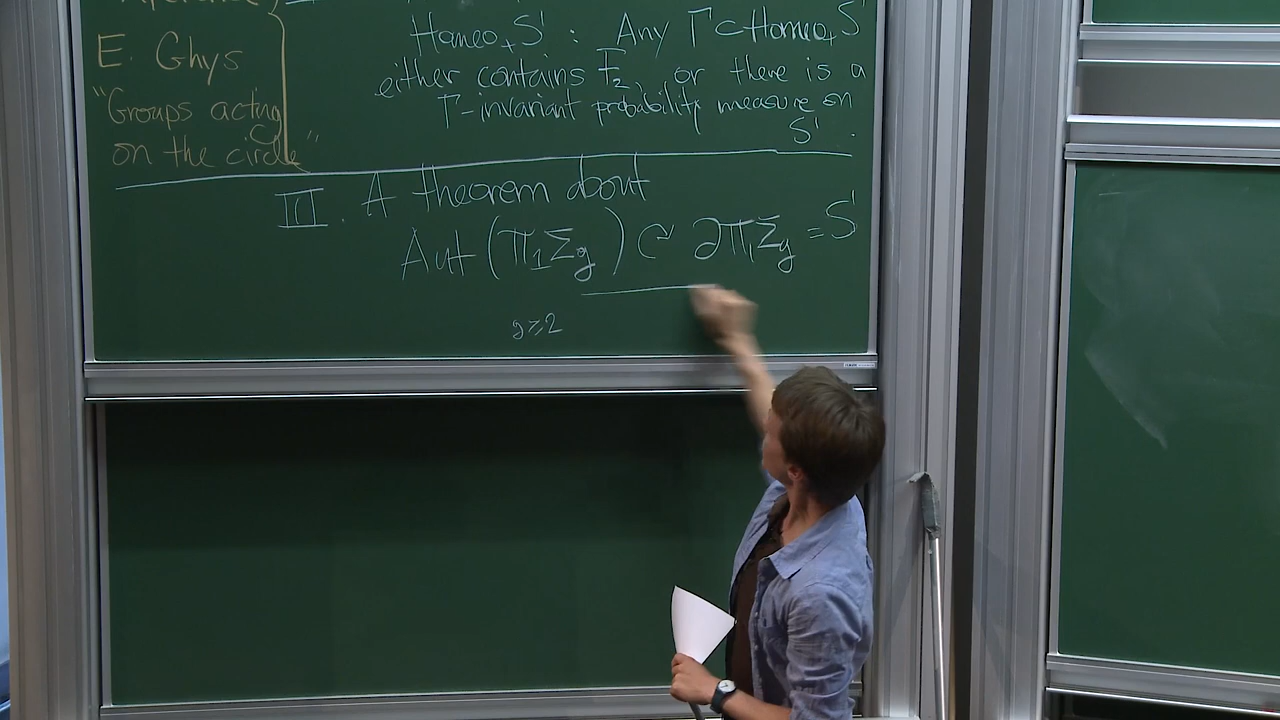 E. Ghys
"Groups acting
on the circle"
Homeo₊ S¹ : Any Γ ⊂ Homeo₊ S¹
either contains F₂, or there is a
Γ-invariant probability measure on
S¹.
III. A theorem about
Aut (π₁Σg) ↷ ∂π₁Σg = S¹
g ≥ 2